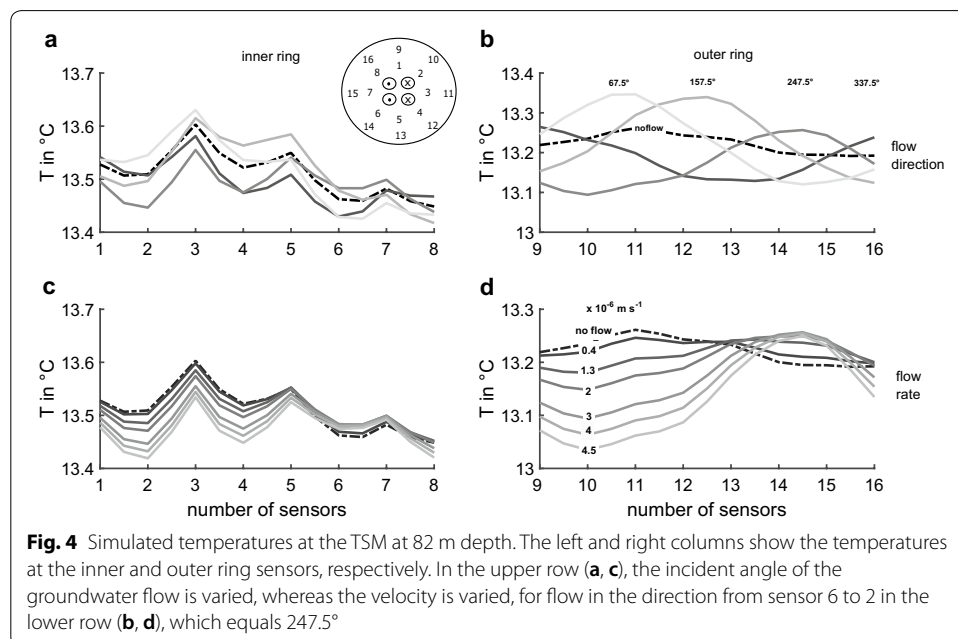 a
inner ring
9
16 1 10
8 2
15 7 3 11
6 4
14 5 12
13
T in °C
13.7
13.6
13.5
13.4
1 2 3 4 5 6 7 8
b
outer ring
67.5° 157.5° 247.5° 337.5°
noflow
T in °C
13.4
13.3
13.2
13.1
13
9 10 11 12 13 14 15 16
flow
direction
c
T in °C
13.7
13.6
13.5
13.4
1 2 3 4 5 6 7 8
number of sensors
d
x 10-6 m s-1
no flow
0.4
1.3
2
3
4
4.5
T in °C
13.3
13.2
13.1
13
9 10 11 12 13 14 15 16
number of sensors
flow
rate
Fig. 4 Simulated temperatures at the TSM at 82 m depth. The left and right columns show the temperatures
at the inner and outer ring sensors, respectively. In the upper row (a, c), the incident angle of the
groundwater flow is varied, whereas the velocity is varied, for flow in the direction from sensor 6 to 2 in the
lower row (b, d), which equals 247.5°